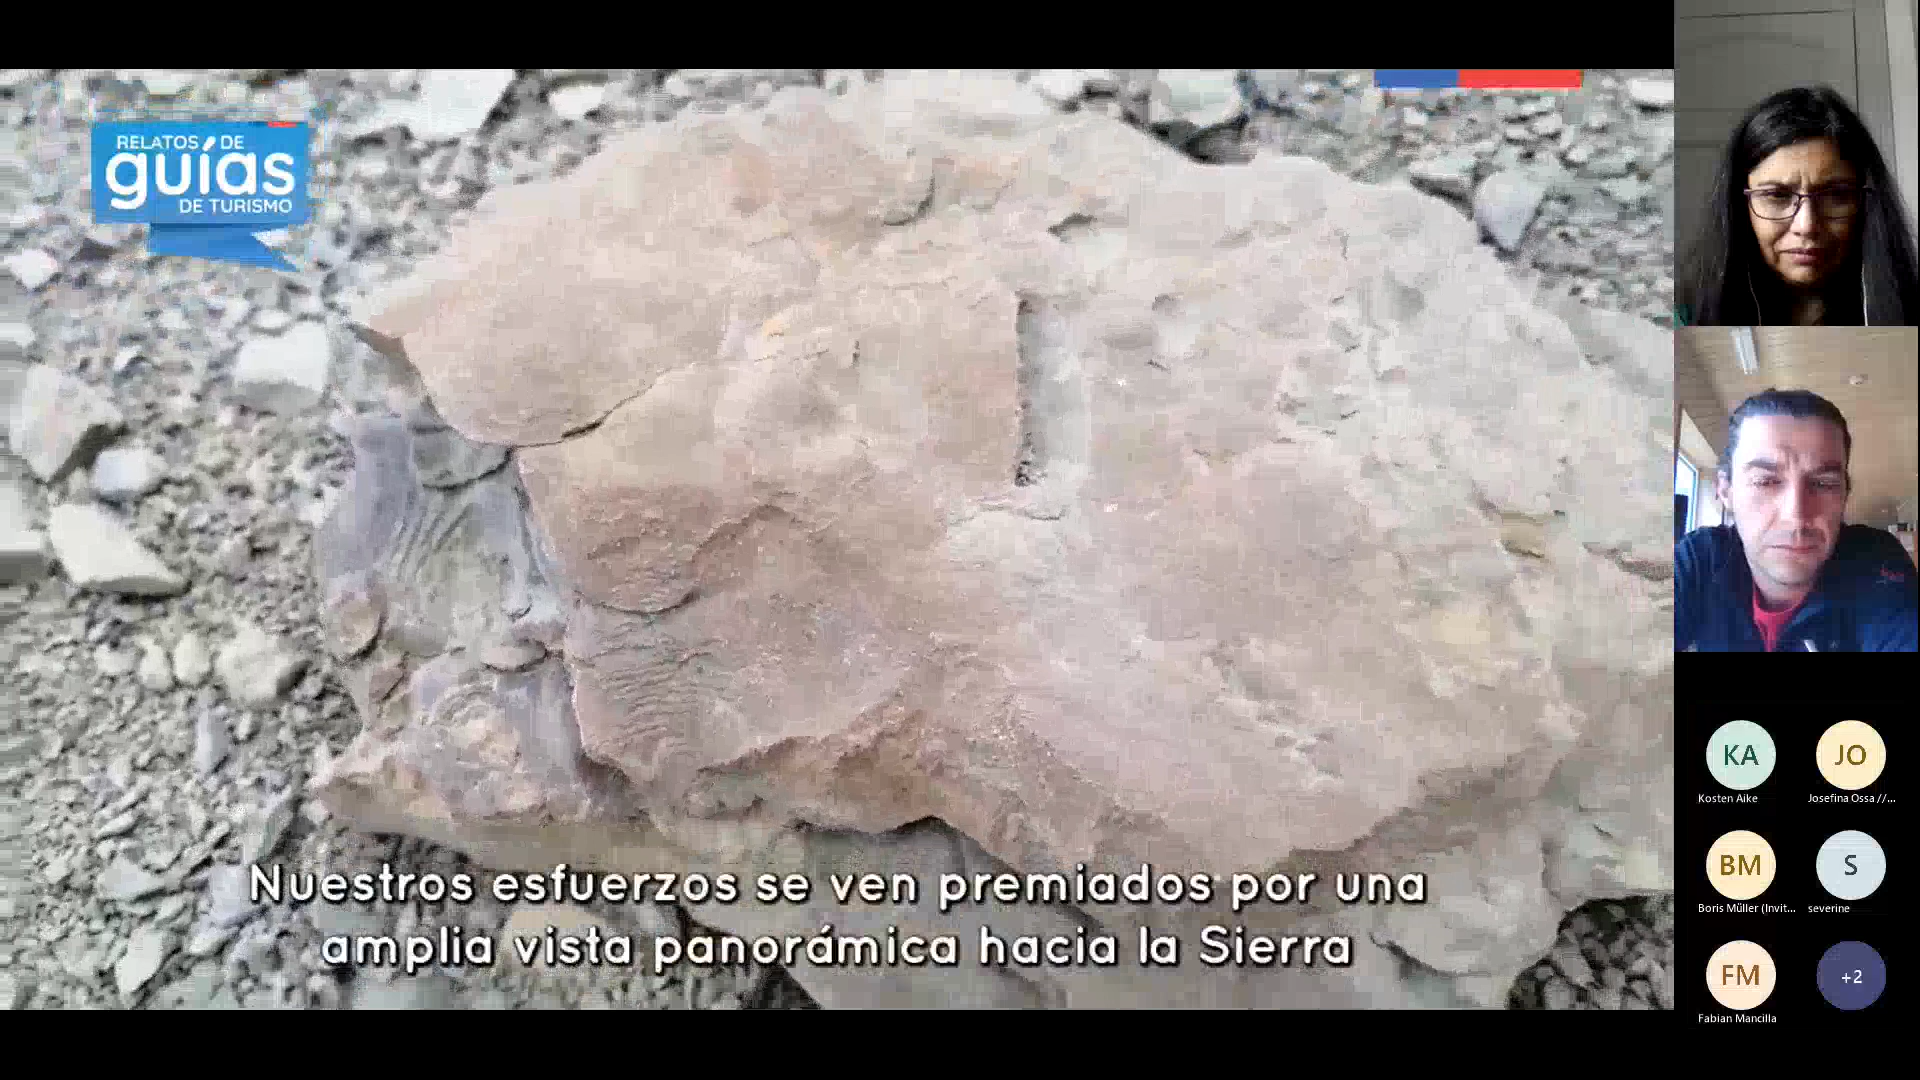 RELATOS DE
guías
DE TURISMO
Nuestros esfuerzos se ven premiados por una
amplia vista panorámica hacia la Sierra
KA
Kosten Aike
JO
Josefina Ossa //...
BM
Boris Müller (Invit...
S
severine
FM
Fabian Mancilla
+2